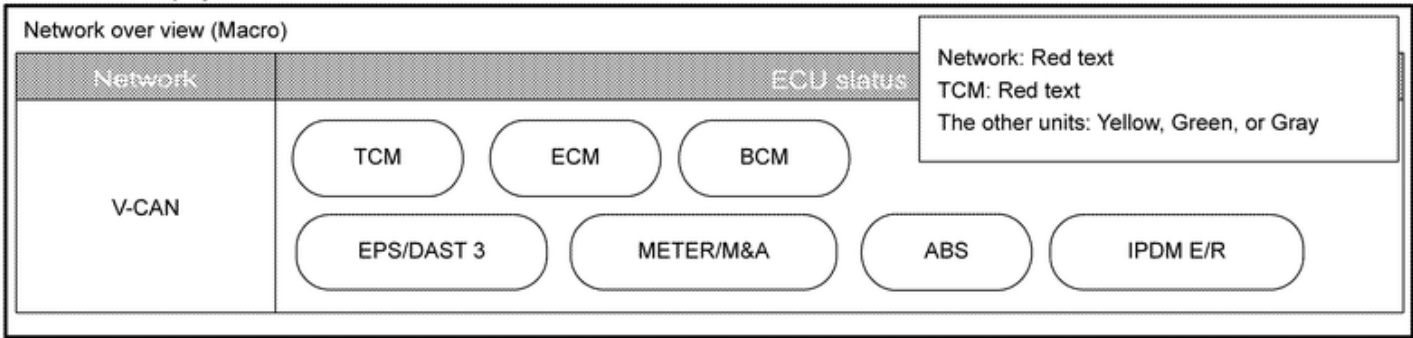 Network over view (Macro)
Network: Red text
TCM: Red text
The other units: Yellow, Green, or Gray
Network
ECU status
TCM
ECM
BCM
V-CAN
EPS/DAST 3
METER/M&A
ABS
IPDM E/R